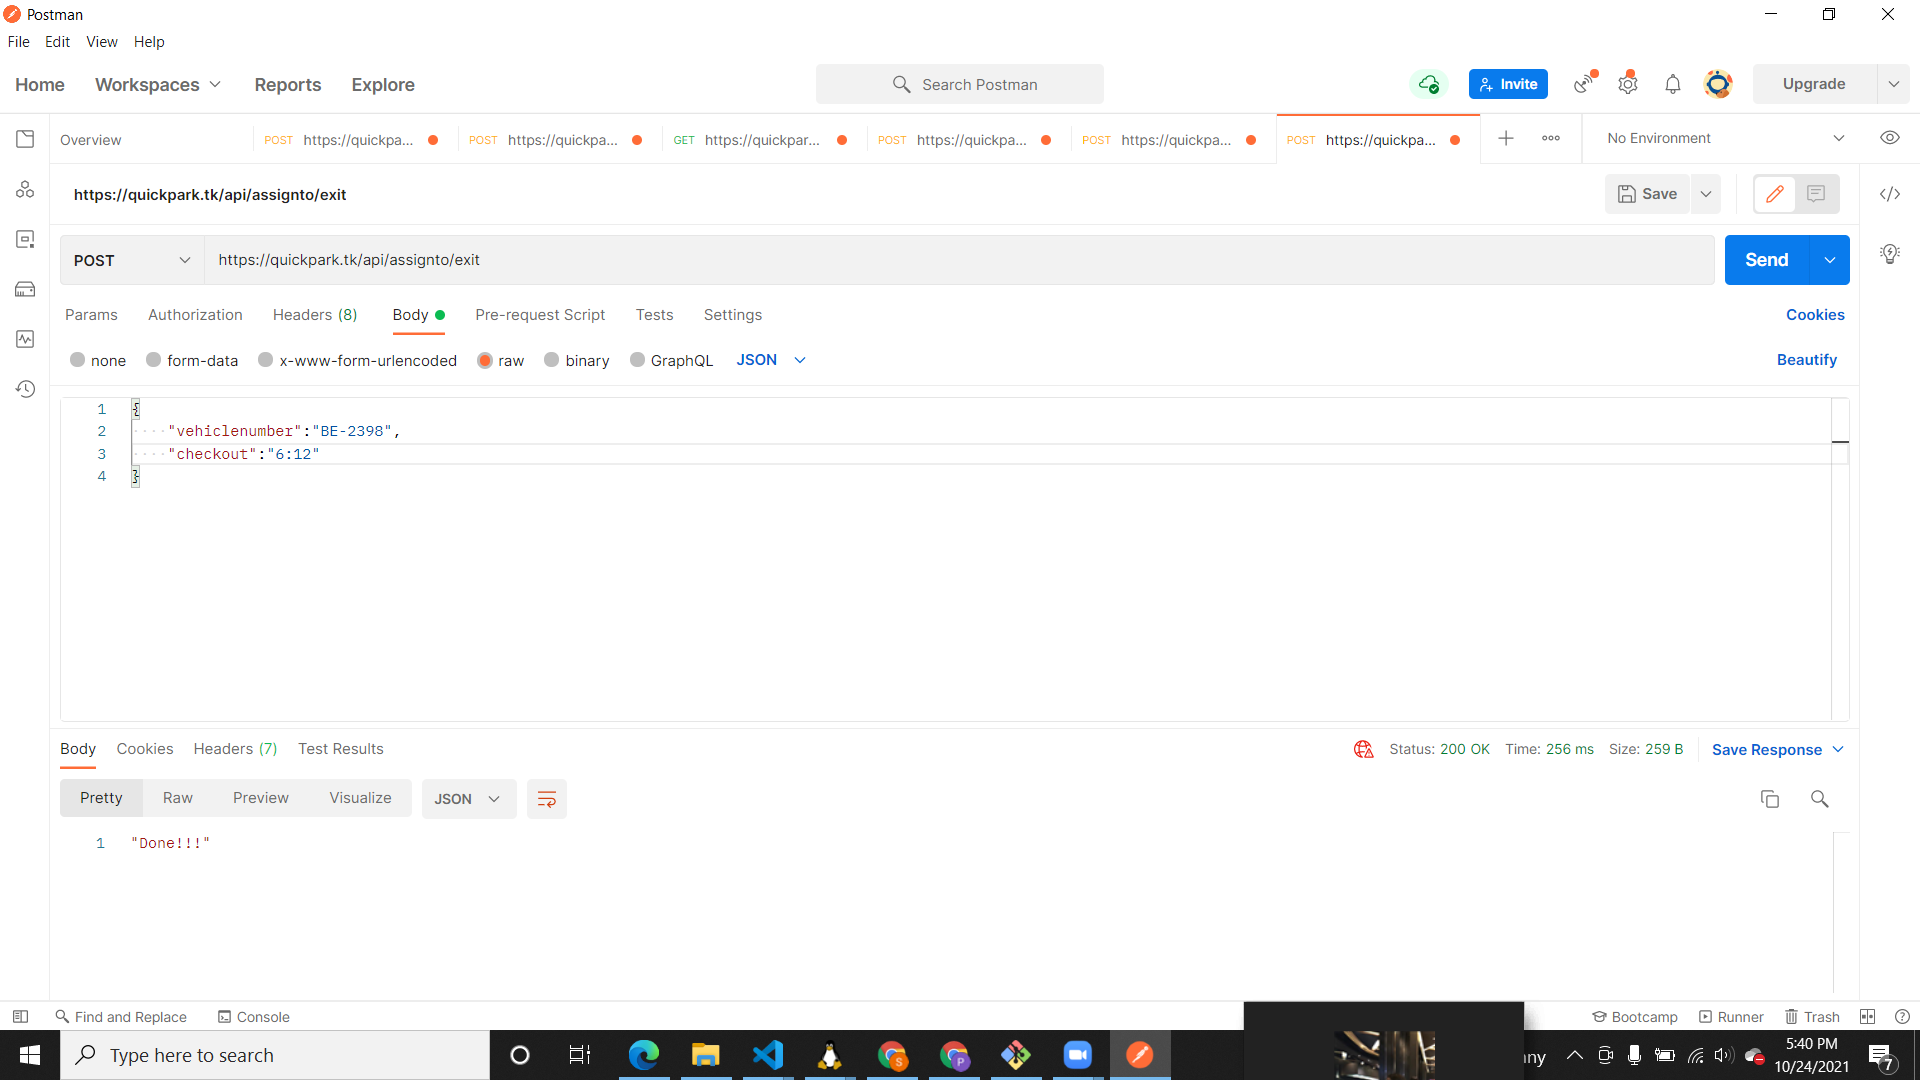 Postman
File Edit View Help
Home Workspaces Reports Explore Search Postman Invite Upgrade
Overview POST https://quickpa... POST https://quickpa... GET https://quickpar... POST https://quickpa... POST https://quickpa... POST https://quickpa... No Environment
https://quickpark.tk/api/assignto/exit Save
POST https://quickpark.tk/api/assignto/exit Send
Params Authorization Headers (8) Body Pre-request Script Tests Settings Cookies
none form-data x-www-form-urlencoded raw binary GraphQL JSON Beautify
1 {
2 "vehiclenumber":"BE-2398",
3 "checkout":"6:12"
4 }
Body Cookies Headers (7) Test Results Status: 200 OK Time: 256 ms Size: 259 B Save Response
Pretty Raw Preview Visualize JSON
1 "Done!!!"
Find and Replace Console Bootcamp Runner Trash
Type here to search S P ny 5:40 PM
10/24/2021 7